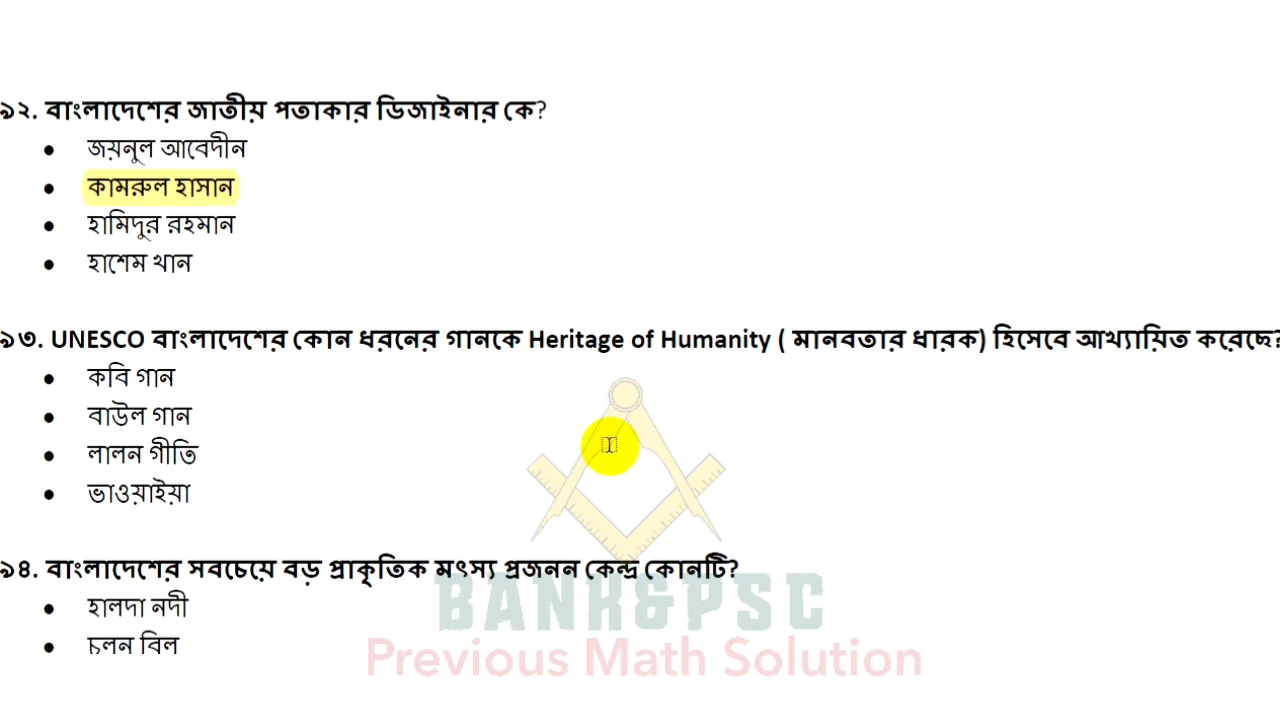 ৯২. বাংলাদেশের জাতীয় পতাকার ডিজাইনার কে?
• জয়নুল আবেদীন
• কামরুল হাসান
• হামিদুর রহমান
• হাশেম খান
৯৩. UNESCO বাংলাদেশের কোন ধরনের গানকে Heritage of Humanity ( মানবতার ধারক) হিসেবে আখ্যায়িত করেছে?
• কবি গান
• বাউল গান
• লালন গীতি
• ভাওয়াইয়া
৯৪. বাংলাদেশের সবচেয়ে বড় প্রাকৃতিক মৎস্য প্রজনন কেন্দ্র কোনটি?
• হালদা নদী
• চলন বিল
BANK&PSC
Previous Math Solution